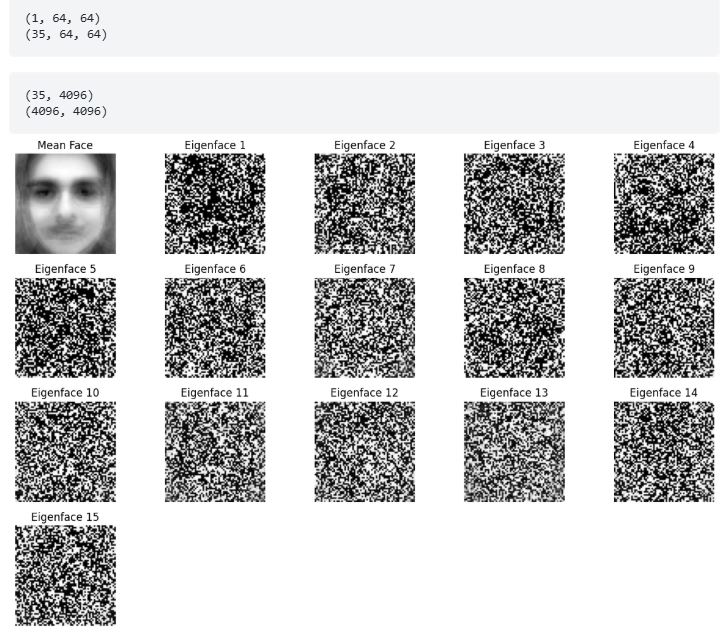 (1, 64, 64)
(35, 64, 64)
(35, 4096)
(4096, 4096)
Mean Face Eigenface 1 Eigenface 2 Eigenface 3 Eigenface 4
Eigenface 5 Eigenface 6 Eigenface 7 Eigenface 8 Eigenface 9
Eigenface 10 Eigenface 11 Eigenface 12 Eigenface 13 Eigenface 14
Eigenface 15